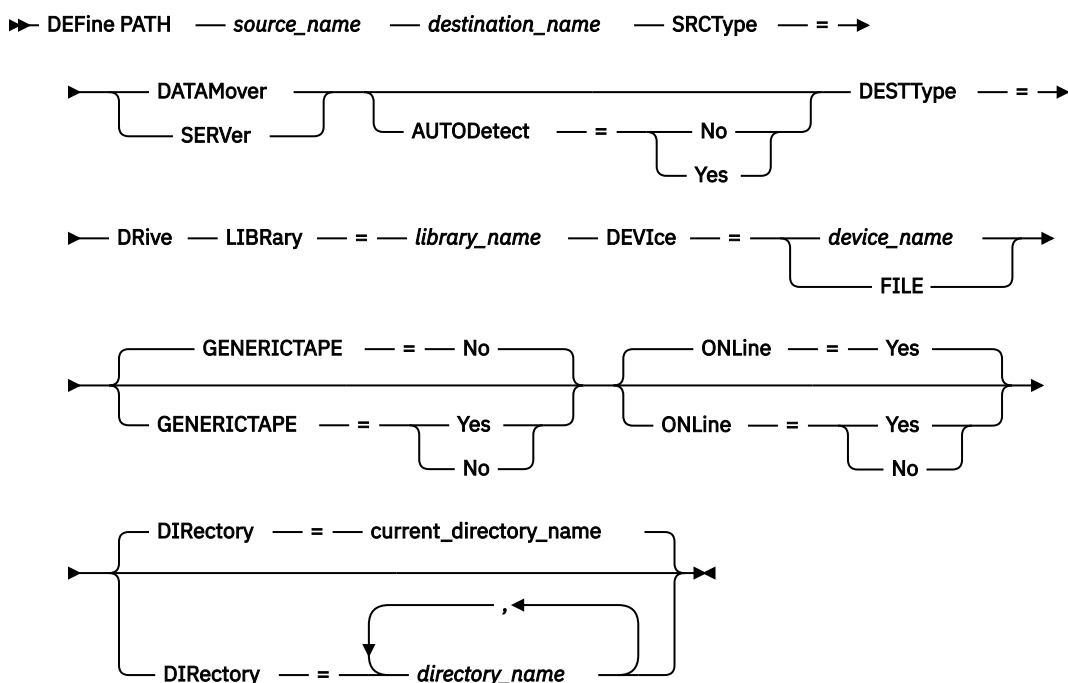 DEFine PATH source_name destination_name SRCType =
DATAMover DESTType =
SERVer AUTODetect = No
Yes
DRive LIBRary = library_name DEVIce = device_name
FILE
GENERICTAPE = No ONLine = Yes
GENERICTAPE = Yes ONLine = Yes
No No
DIRectory = current_directory_name
,
DIRectory = directory_name